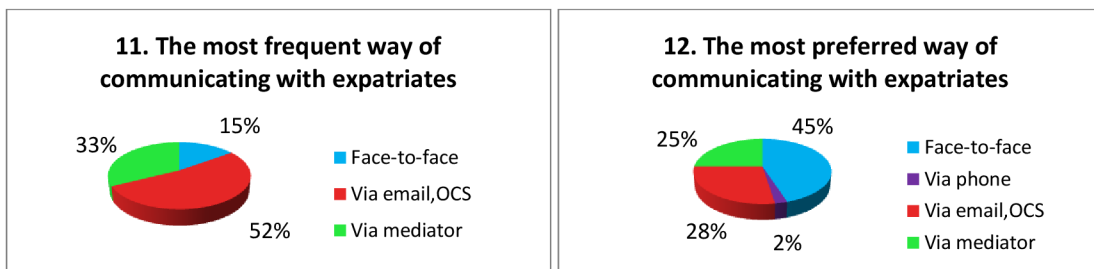 11. The most frequent way of
communicating with expatriates
15%
33%
52%
Face-to-face
Via email,OCS
Via mediator
12. The most preferred way of
communicating with expatriates
45%
25%
28%
2%
Face-to-face
Via phone
Via email,OCS
Via mediator